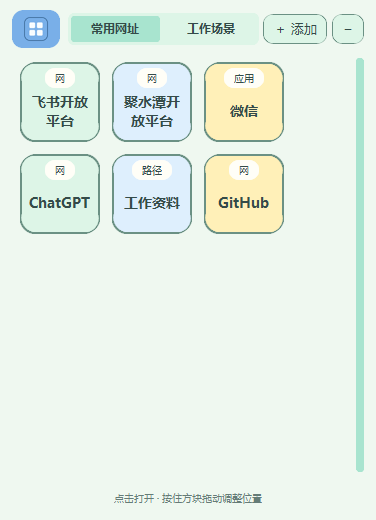 常用网址
工作场景
+ 添加
−
网
飞书开放
平台
网
聚水潭开
放平台
应用
微信
网
ChatGPT
路径
工作资料
网
GitHub
点击打开 · 按住方块拖动调整位置